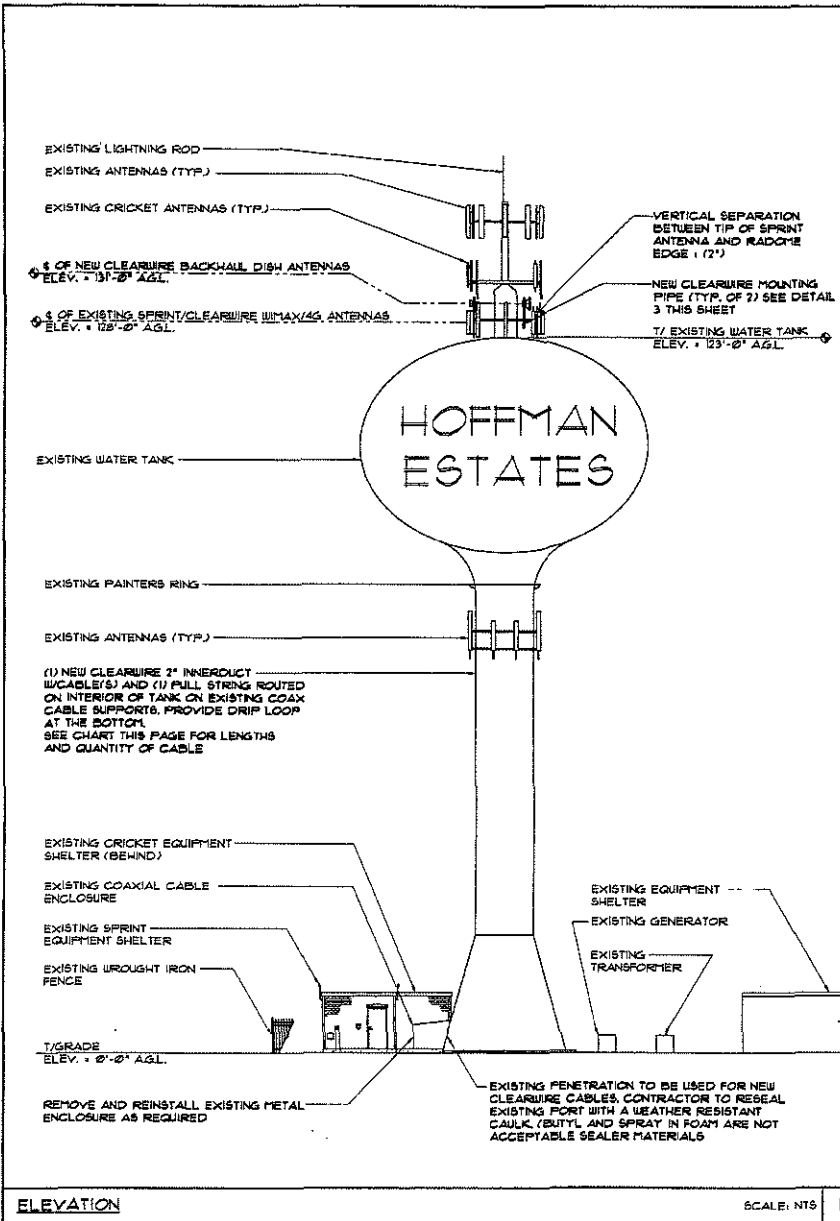 EXISTING LIGHTNING ROD
EXISTING ANTENNAS (TYP.)
EXISTING CRICKET ANTENNAS (TYP.)
OF NEW CLEARWIRE BACKHAUL DISH ANTENNAS
ELEV. = 131'-0" A.G.L.
OF EXISTING SPRINT/CLEARWIRE WIMAX/4G ANTENNAS
ELEV. = 128'-0" A.G.L.
VERTICAL SEPARATION
BETWEEN TIP OF SPRINT
ANTENNA AND RADOME
EDGE : (2")
NEW CLEARWIRE MOUNTING
PIPE (TYP. OF 2) SEE DETAIL
3 THIS SHEET
T/ EXISTING WATER TANK
ELEV. = 123'-0" A.G.L.
HOFFMAN
ESTATES
EXISTING WATER TANK
EXISTING PAINTERS RING
EXISTING ANTENNAS (TYP.)
(1) NEW CLEARWIRE 2" INNERDUCT
W/CABLE(S) AND (1) PULL STRING ROUTED
ON INTERIOR OF TANK ON EXISTING COAX
CABLE SUPPORTS, PROVIDE DRIP LOOP
AT THE BOTTOM.
SEE CHART THIS PAGE FOR LENGTHS
AND QUANTITY OF CABLE
EXISTING CRICKET EQUIPMENT
SHELTER (BEHIND)
EXISTING COAXIAL CABLE
ENCLOSURE
EXISTING SPRINT
EQUIPMENT SHELTER
EXISTING WROUGHT IRON
FENCE
EXISTING EQUIPMENT
SHELTER
EXISTING GENERATOR
EXISTING
TRANSFORMER
T/GRADE
ELEV. = 0'-0" A.G.L.
REMOVE AND REINSTALL EXISTING METAL
ENCLOSURE AS REQUIRED
EXISTING PENETRATION TO BE USED FOR NEW
CLEARWIRE CABLES. CONTRACTOR TO RESEAL
EXISTING PORT WITH A WEATHER RESISTANT
CAULK. (BUTYL AND SPRAY IN FOAM ARE NOT
ACCEPTABLE SEALER MATERIALS
ELEVATION
SCALE: NTS